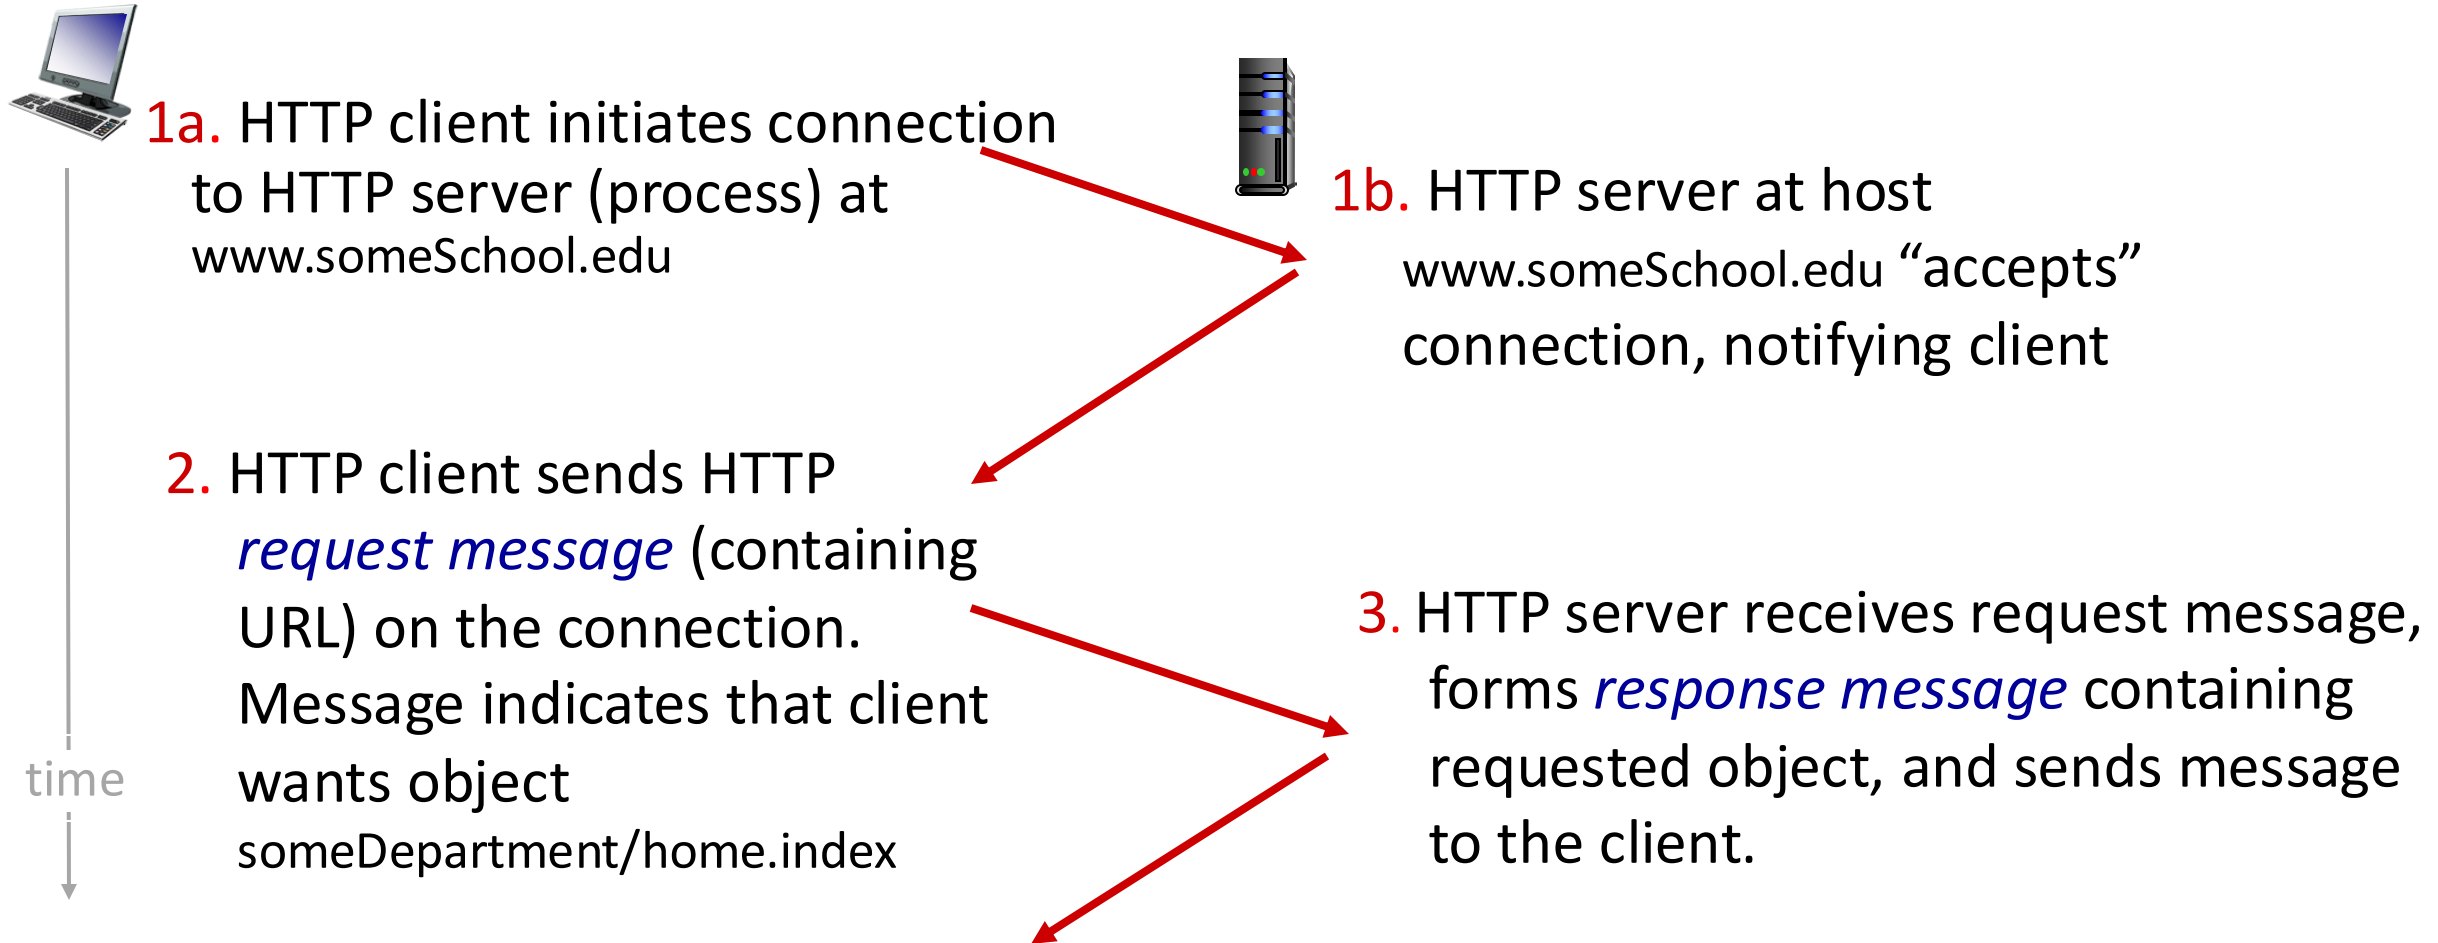 1a. HTTP client initiates connection
to HTTP server (process) at
www.someSchool.edu
1b. HTTP server at host
www.someSchool.edu “accepts”
connection, notifying client
2. HTTP client sends HTTP
request message (containing
URL) on the connection.
Message indicates that client
wants object
someDepartment/home.index
3. HTTP server receives request message,
forms response message containing
requested object, and sends message
to the client.
time